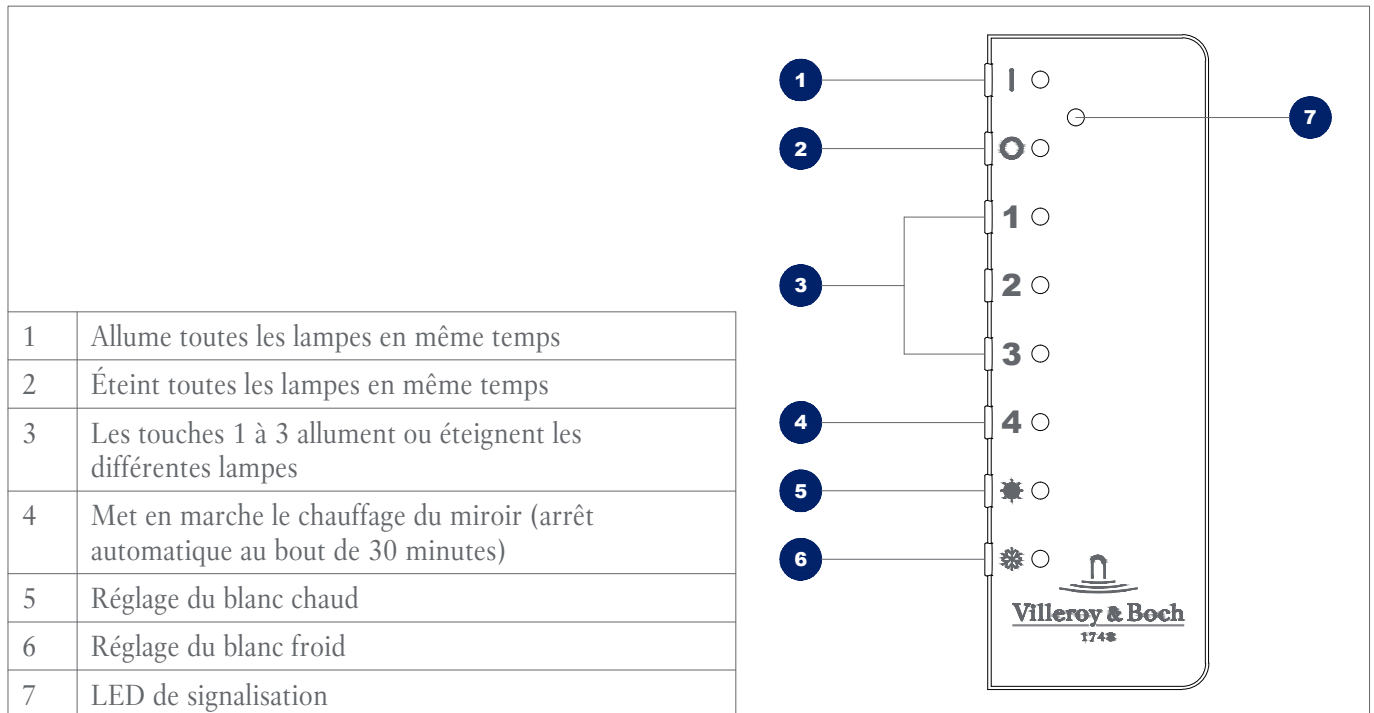 1 Allume toutes les lampes en même temps
2 Éteint toutes les lampes en même temps
3 Les touches 1 à 3 allument ou éteignent les
différentes lampes
4 Met en marche le chauffage du miroir (arrêt
automatique au bout de 30 minutes)
5 Réglage du blanc chaud
6 Réglage du blanc froid
7 LED de signalisation
1
2
3
4
5
6
7
I
O
1
2
3
4
Villeroy & Boch
1748